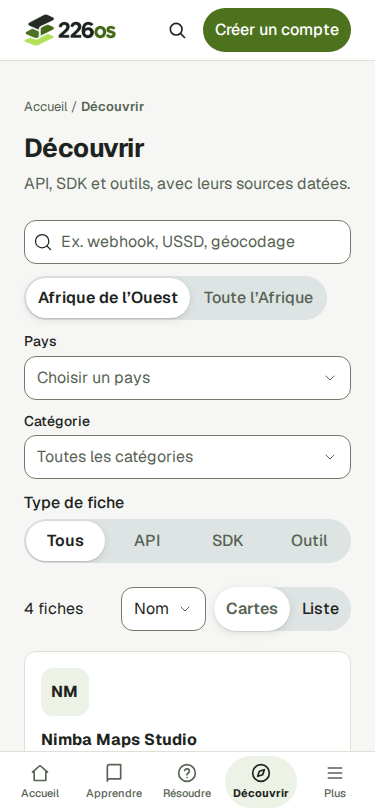 226os
Créer un compte
Accueil / Découvrir
Découvrir
API, SDK et outils, avec leurs sources datées.
Ex. webhook, USSD, géocodage
Afrique de l’Ouest
Toute l’Afrique
Pays
Choisir un pays
Catégorie
Toutes les catégories
Type de fiche
Tous
API
SDK
Outil
4 fiches
Nom
Cartes
Liste
NM
Nimba Maps Studio
Accueil
Apprendre
Résoudre
Découvrir
Plus